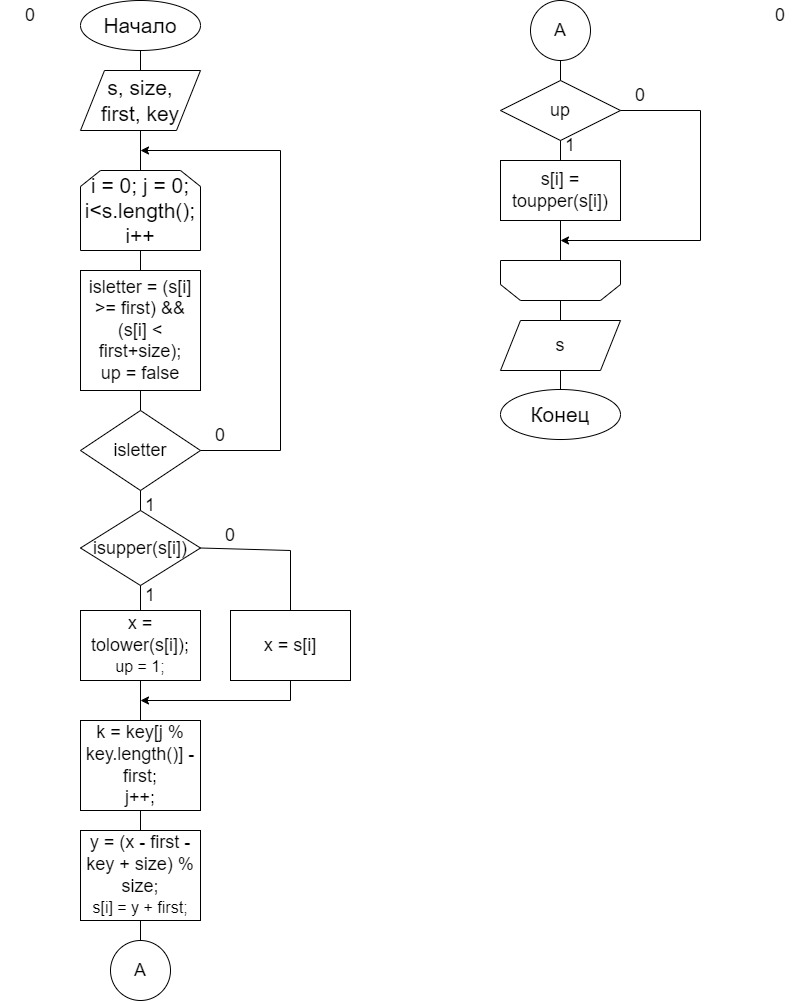 0
Начало
s, size,
first, key
i = 0; j = 0;
i<s.length();
i++
isletter = (s[i]
>= first) &&
(s[i] <
first+size);
up = false
isletter
0
1
isupper(s[i])
0
1
x =
tolower(s[i]);
up = 1;
x = s[i]
k = key[j %
key.length()] -
first;
j++;
y = (x - first -
key + size) %
size;
s[i] = y + first;
A
0
A
up
0
1
s[i] =
toupper(s[i])
s
Конец